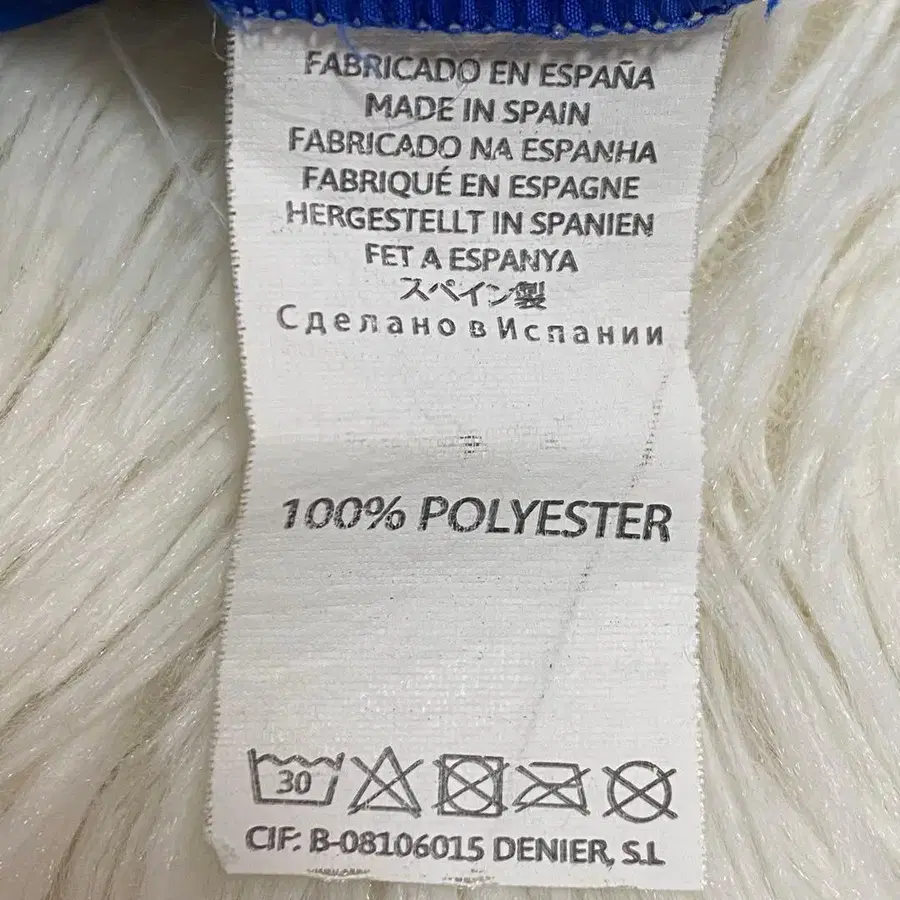 FABRICADO EN ESPAÑA
MADE IN SPAIN
FABRICADO NA ESPANHA
FABRIQUÉ EN ESPAGNE
HERGESTELLT IN SPANIEN
FET A ESPANYA
スペイン製
Сделано в Испании
100% POLYESTER
30
CIF: B-08106015 DENIER, S.L